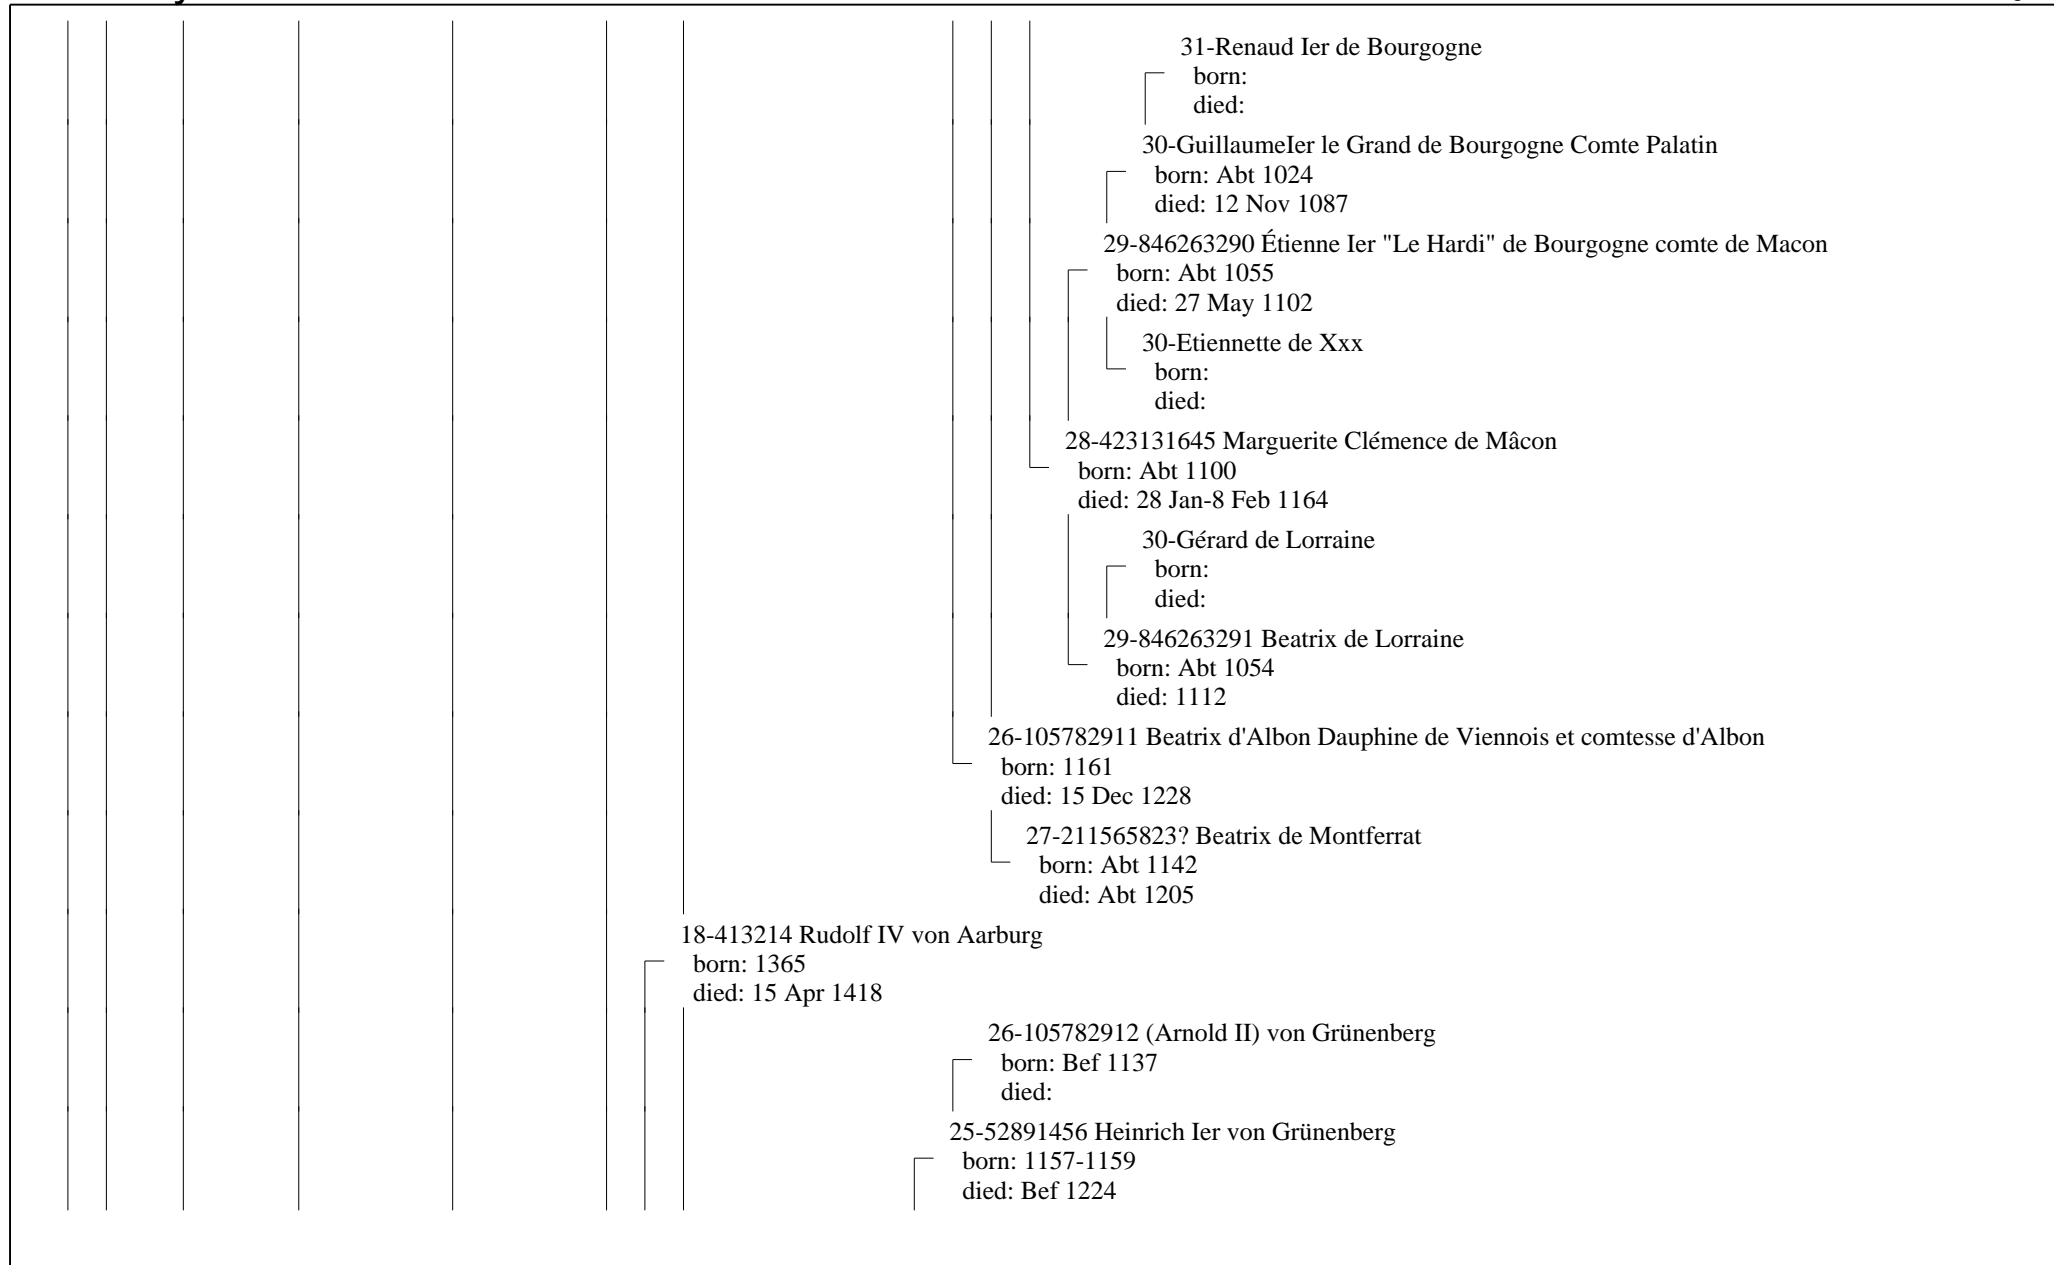 31-Renaud Ier de Bourgogne
born:
died:
30-GuillaumeIer le Grand de Bourgogne Comte Palatin
born: Abt 1024
died: 12 Nov 1087
29-846263290 Étienne Ier "Le Hardi" de Bourgogne comte de Macon
born: Abt 1055
died: 27 May 1102
30-Etiennette de Xxx
born:
died:
28-423131645 Marguerite Clémence de Mâcon
born: Abt 1100
died: 28 Jan-8 Feb 1164
30-Gérard de Lorraine
born:
died:
29-846263291 Beatrix de Lorraine
born: Abt 1054
died: 1112
26-105782911 Beatrix d'Albon Dauphine de Viennois et comtesse d'Albon
born: 1161
died: 15 Dec 1228
27-211565823? Beatrix de Montferrat
born: Abt 1142
died: Abt 1205
18-413214 Rudolf IV von Aarburg
born: 1365
died: 15 Apr 1418
26-105782912 (Arnold II) von Grünenberg
born: Bef 1137
died:
25-52891456 Heinrich Ier von Grünenberg
born: 1157-1159
died: Bef 1224